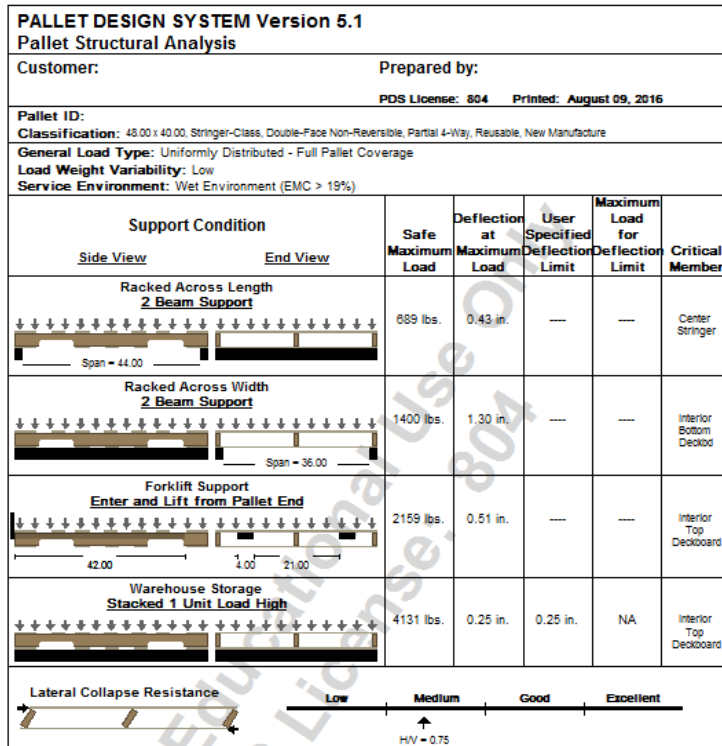 PALLET DESIGN SYSTEM Version 5.1
Pallet Structural Analysis
Customer: Prepared by:
PDS License: 804 Printed: August 09, 2016
Pallet ID:
Classification: 48.00 x 40.00, Stringer-Class, Double-Face Non-Reversible, Partial 4-Way, Reusable, New Manufacture
General Load Type: Uniformly Distributed - Full Pallet Coverage
Load Weight Variability: Low
Service Environment: Wet Environment (EMC > 19%)
Support Condition
Side View End View
Safe Maximum Load
Deflection at Maximum Load
User Specified Deflection Limit
Maximum Load for Deflection Limit
Critical Member
Racked Across Length
2 Beam Support
Span = 44.00
689 lbs. 0.43 in. ---- ---- Center Stringer
Racked Across Width
2 Beam Support
Span = 36.00
1400 lbs. 1.30 in. ---- ---- Interior Bottom Deckbd
Forklift Support
Enter and Lift from Pallet End
42.00 4.00 21.00
2159 lbs. 0.51 in. ---- ---- Interior Top Deckboard
Warehouse Storage
Stacked 1 Unit Load High
4131 lbs. 0.25 in. 0.25 in. NA Interior Top Deckboard
Lateral Collapse Resistance
Low Medium Good Excellent
H/V = 0.75
Educational Use Only
License. 804